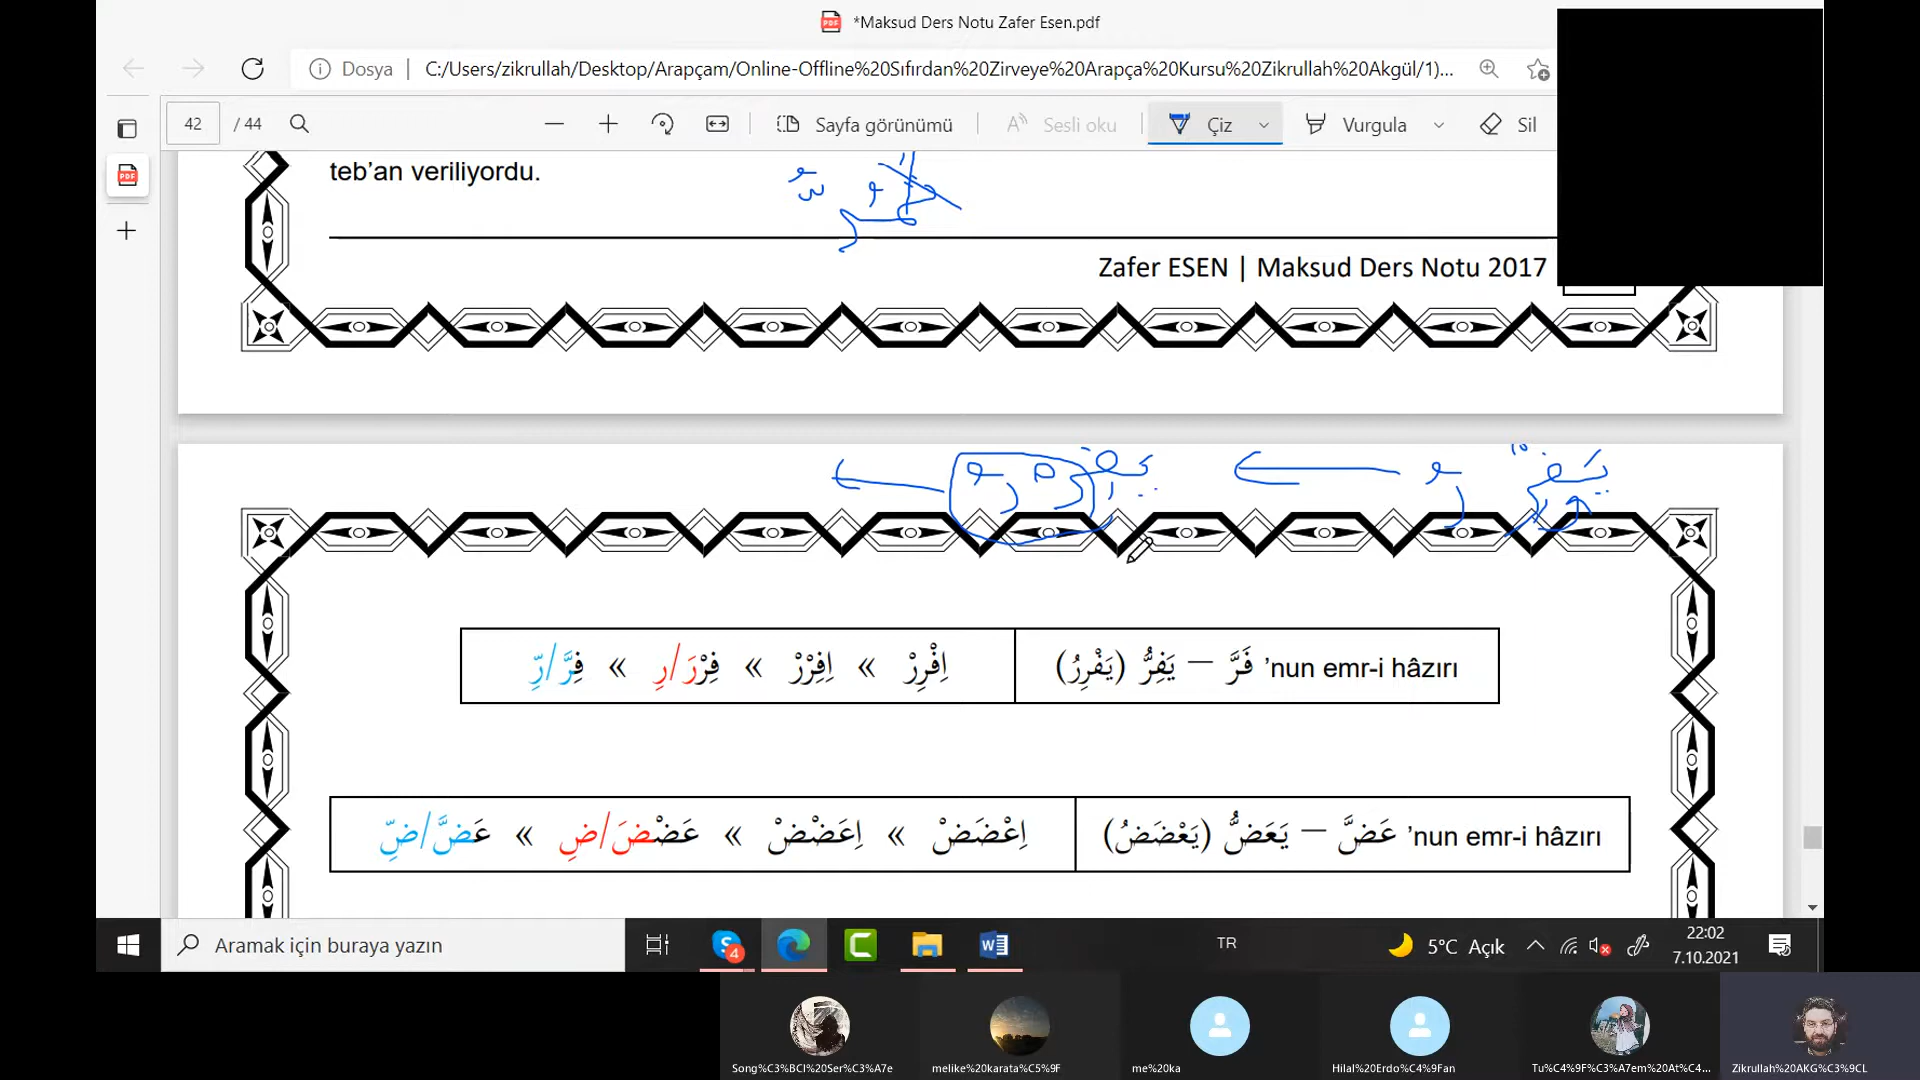 *Maksud Ders Notu Zafer Esen.pdf
Dosya | C:/Users/zikrullah/Desktop/Arapçam/Online-Offline%20Sıfırdan%20Zirveye%20Arapça%20Kursu%20Zikrullah%20Akgül/1)...
42 / 44
Sayfa görünümü
Sesli oku
Çiz
Vurgula
Sil
teb’an veriliyordu.
Zafer ESEN | Maksud Ders Notu 2017
فَرَّ – يَفِرُّ (يَفْرِرُ) ’nun emr-i hâzırı
اِفْرِرْ » اِفِرْرْ » فِرْرَ/رِ » فِرَّ/رِّ
عَضَّ – يَعَضُّ (يَعْضَضُ) ’nun emr-i hâzırı
اِعْضَضْ » اِعَضْضْ » عَضْضَ/ضِ » عَضَّ/ضِّ
Aramak için buraya yazın
4
TR
5°C Açık
22:02
7.10.2021
Song%C3%BCl%20Ser%C3%A7e
melike%20karata%C5%9F
me%20ka
Hilal%20Erdo%C4%9Fan
Tu%C4%9F%C3%A7em%20At%C4...
Zikrullah%20AKG%C3%9CL